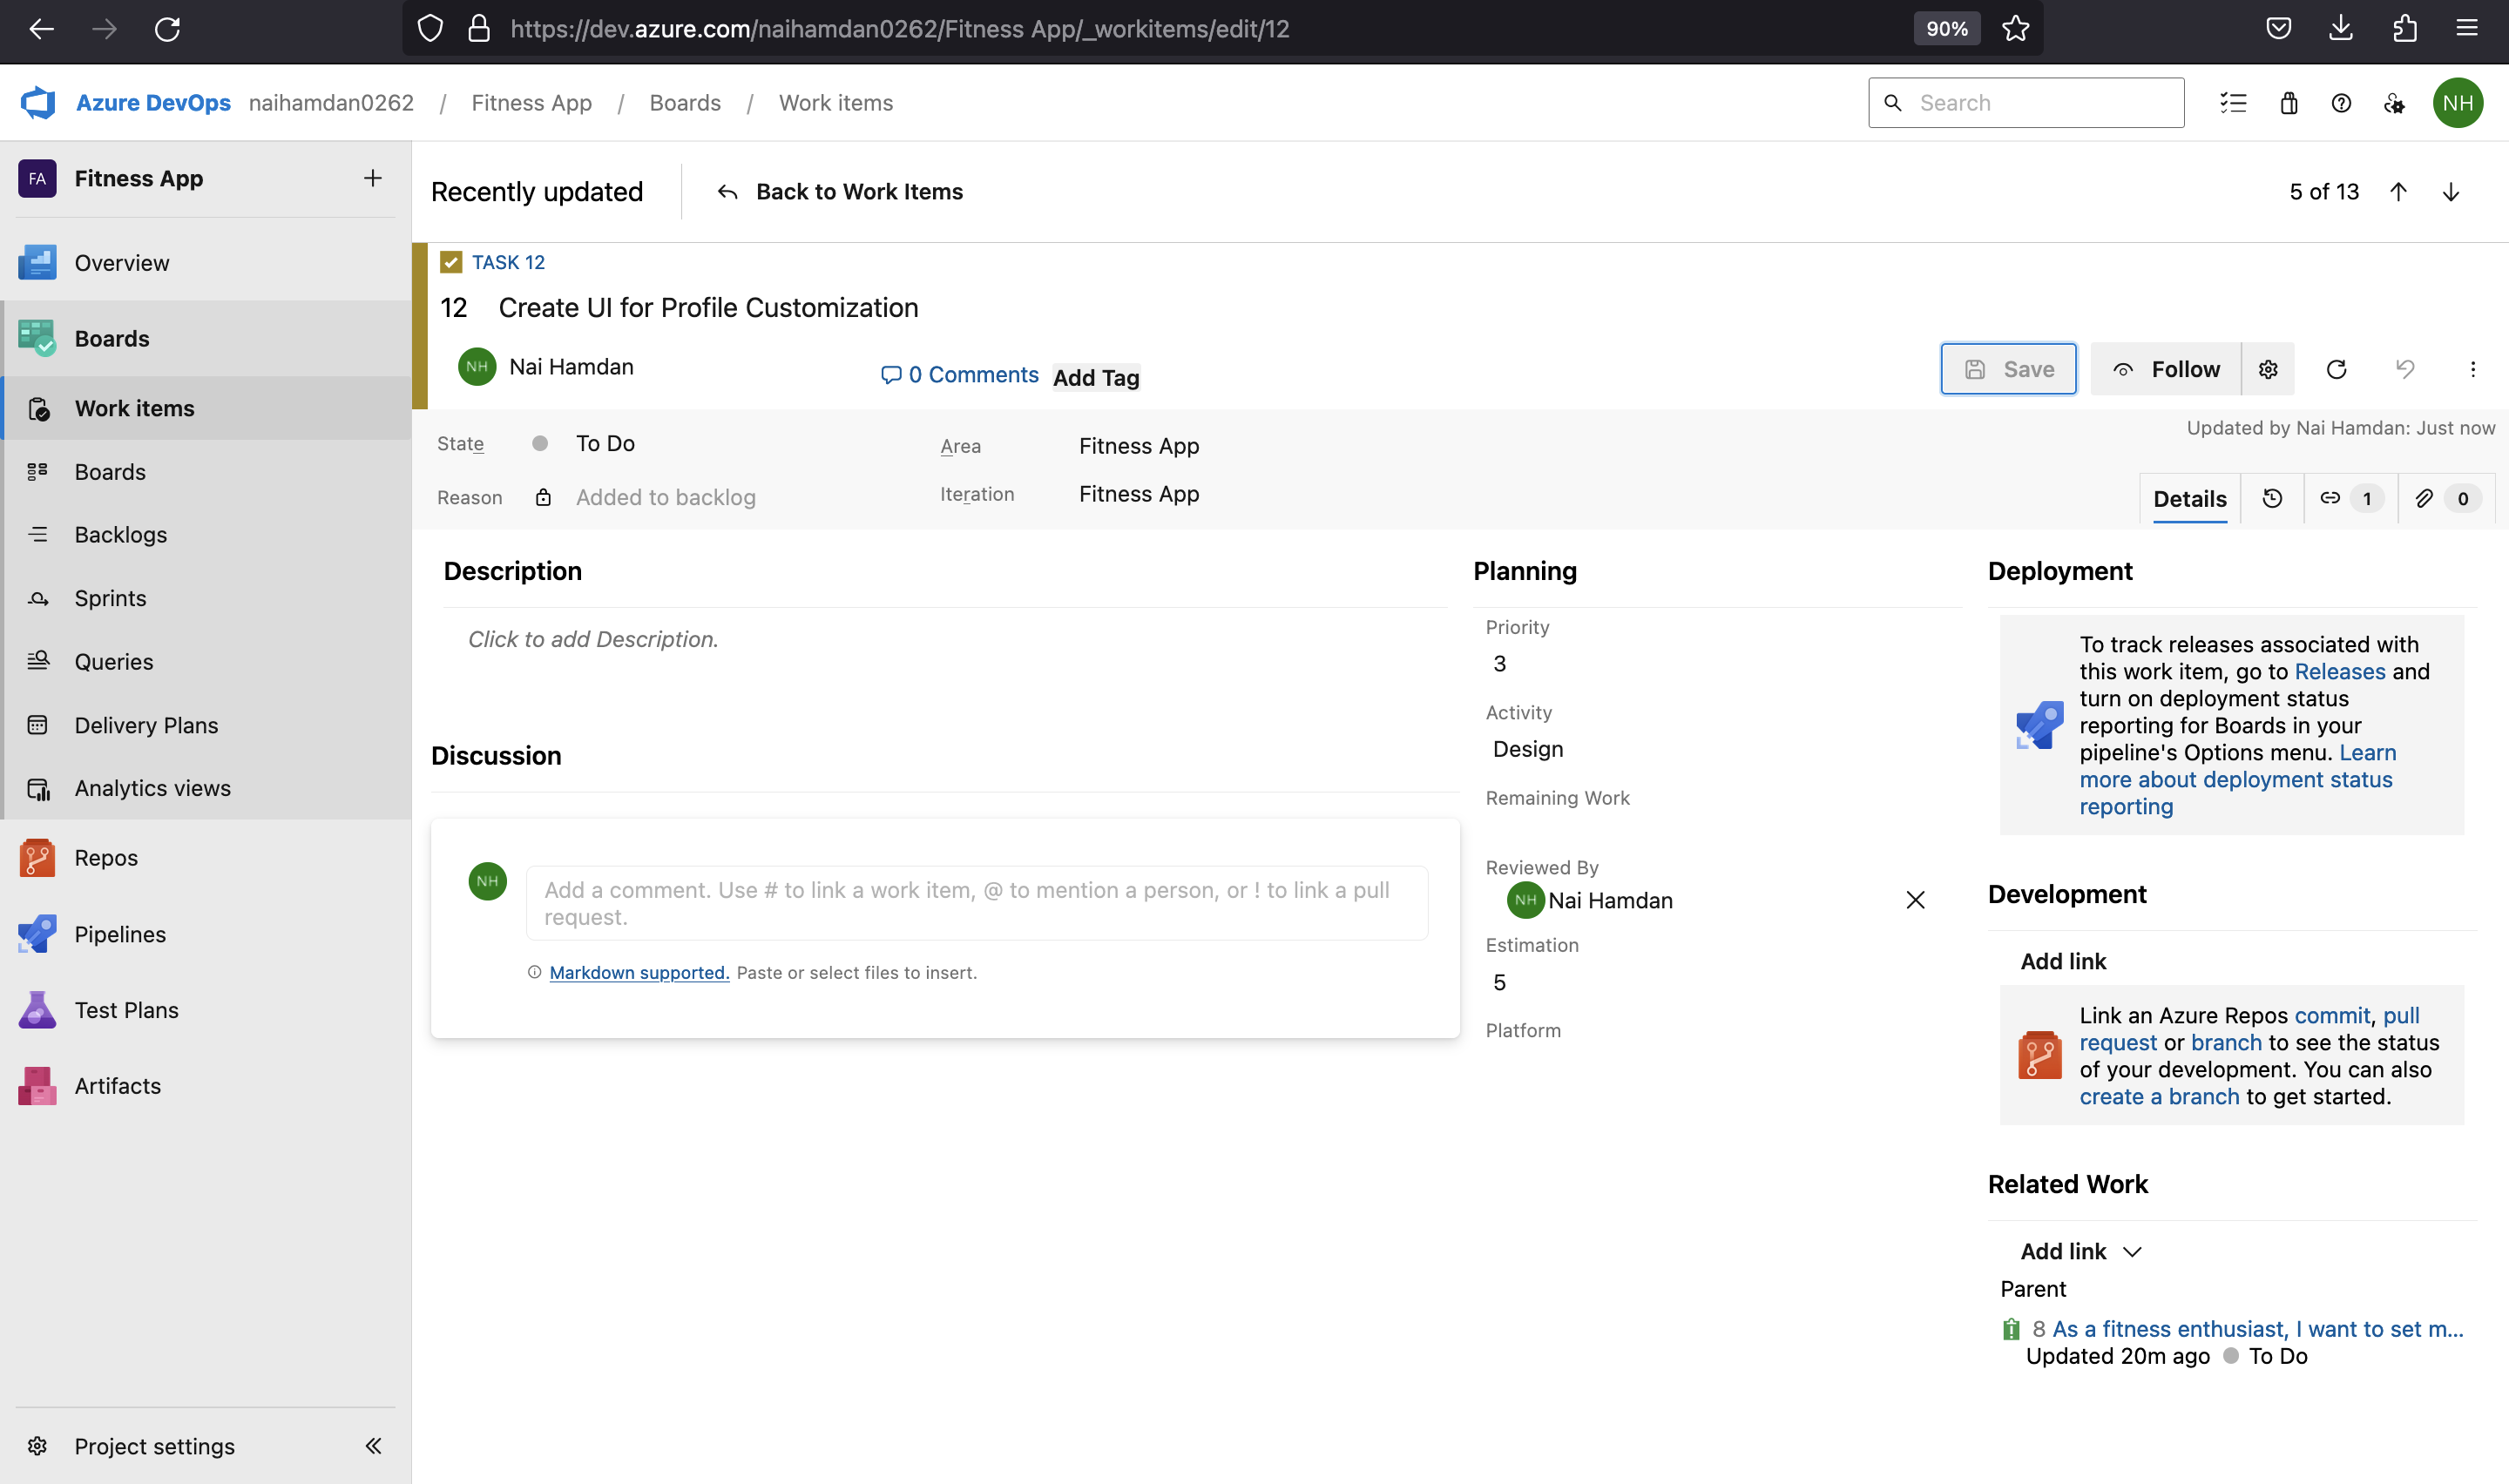 https://dev.azure.com/naihamdan0262/Fitness App/_workitems/edit/12
90%
Azure DevOps naihamdan0262 / Fitness App / Boards / Work items
Search
NH
FA Fitness App
Overview
Boards
Work items
Boards
Backlogs
Sprints
Queries
Delivery Plans
Analytics views
Repos
Pipelines
Test Plans
Artifacts
Project settings
Recently updated
Back to Work Items
5 of 13
TASK 12
12 Create UI for Profile Customization
NH Nai Hamdan
0 Comments
Add Tag
Save
Follow
State To Do
Area Fitness App
Updated by Nai Hamdan: Just now
Reason Added to backlog
Iteration Fitness App
Details
1
0
Description
Click to add Description.
Discussion
NH
Add a comment. Use # to link a work item, @ to mention a person, or ! to link a pull
request.
Markdown supported. Paste or select files to insert.
Planning
Priority
3
Activity
Design
Remaining Work
Reviewed By
NH Nai Hamdan
Estimation
5
Platform
Deployment
To track releases associated with
this work item, go to Releases and
turn on deployment status
reporting for Boards in your
pipeline's Options menu. Learn
more about deployment status
reporting
Development
Add link
Link an Azure Repos commit, pull
request or branch to see the status
of your development. You can also
create a branch to get started.
Related Work
Add link
Parent
8 As a fitness enthusiast, I want to set m...
Updated 20m ago To Do